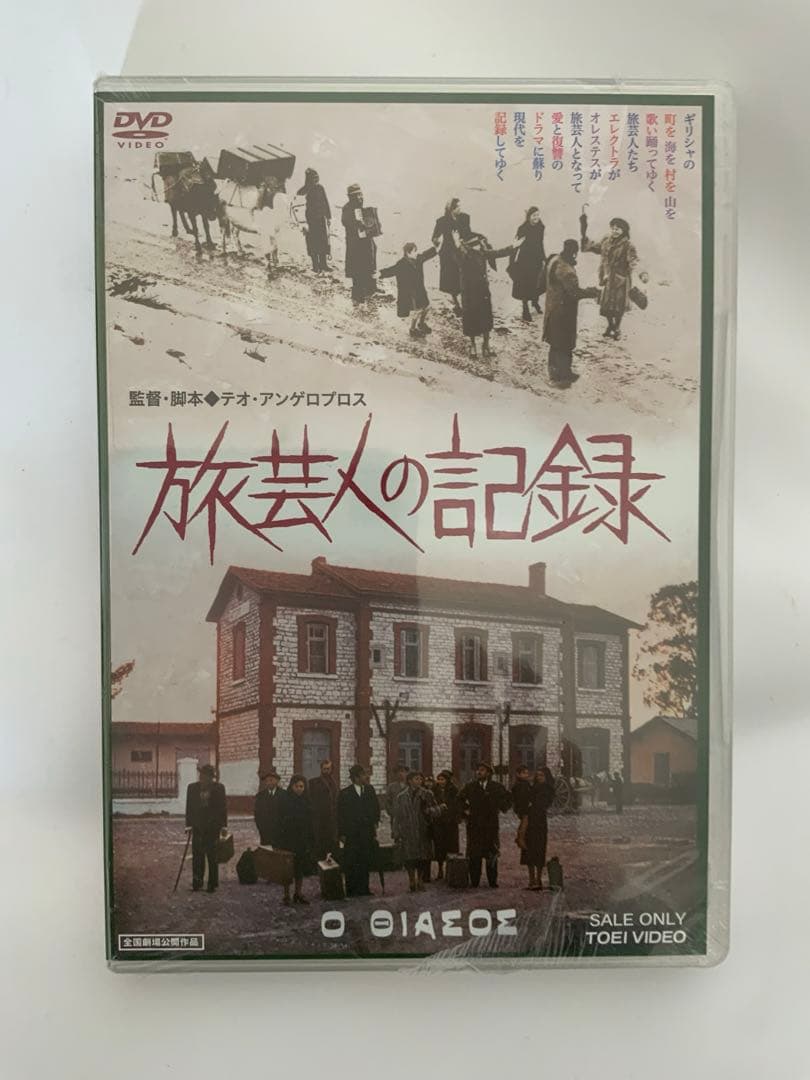 DVD
VIDEO
ギリシャの
町を 海を 村を 山を
歌い踊ってゆく
旅芸人たち
エレクトラが
オレステスが
旅芸人となって
愛と復讐の
ドラマに蘇り
現代を
記録してゆく
監督・脚本◆テオ・アンゲロプロス
旅芸人の記録
Ο ΘΙΑΣΟΣ
全国劇場公開作品
SALE ONLY
TOEI VIDEO